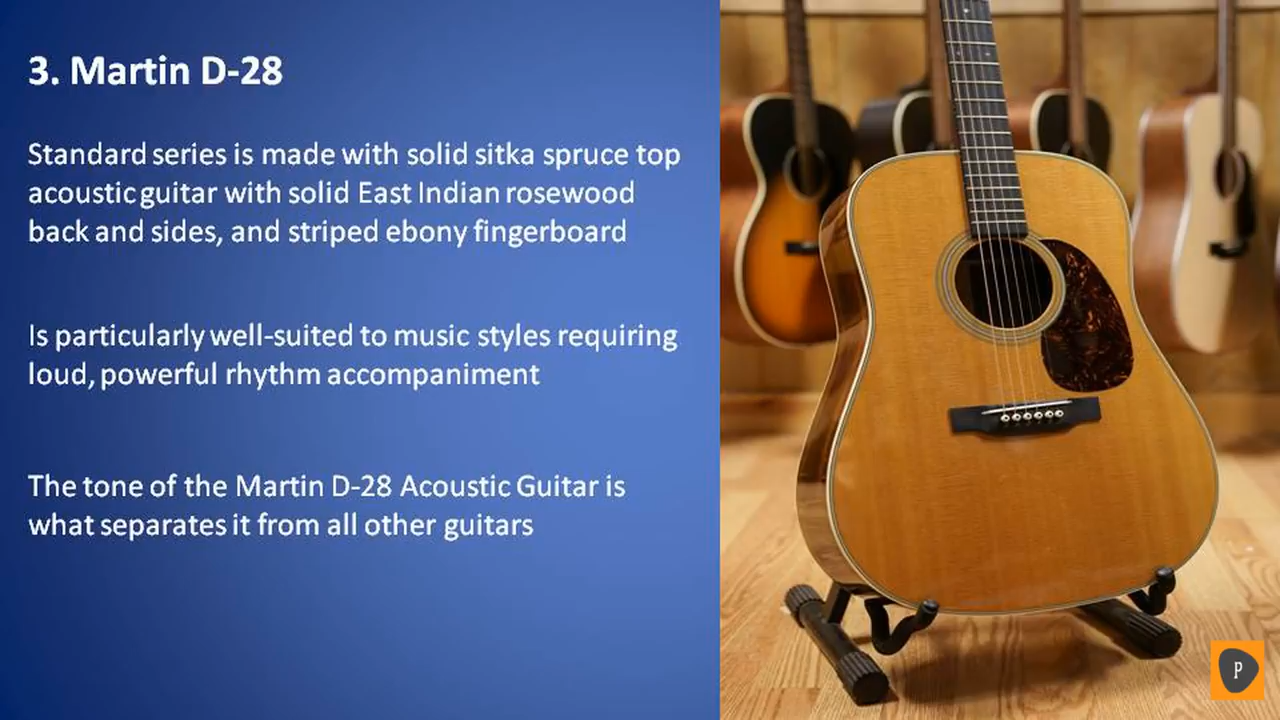 3. Martin D-28
Standard series is made with solid sitka spruce top
acoustic guitar with solid East Indian rosewood
back and sides, and striped ebony fingerboard
Is particularly well-suited to music styles requiring
loud, powerful rhythm accompaniment
The tone of the Martin D-28 Acoustic Guitar is
what separates it from all other guitars
P